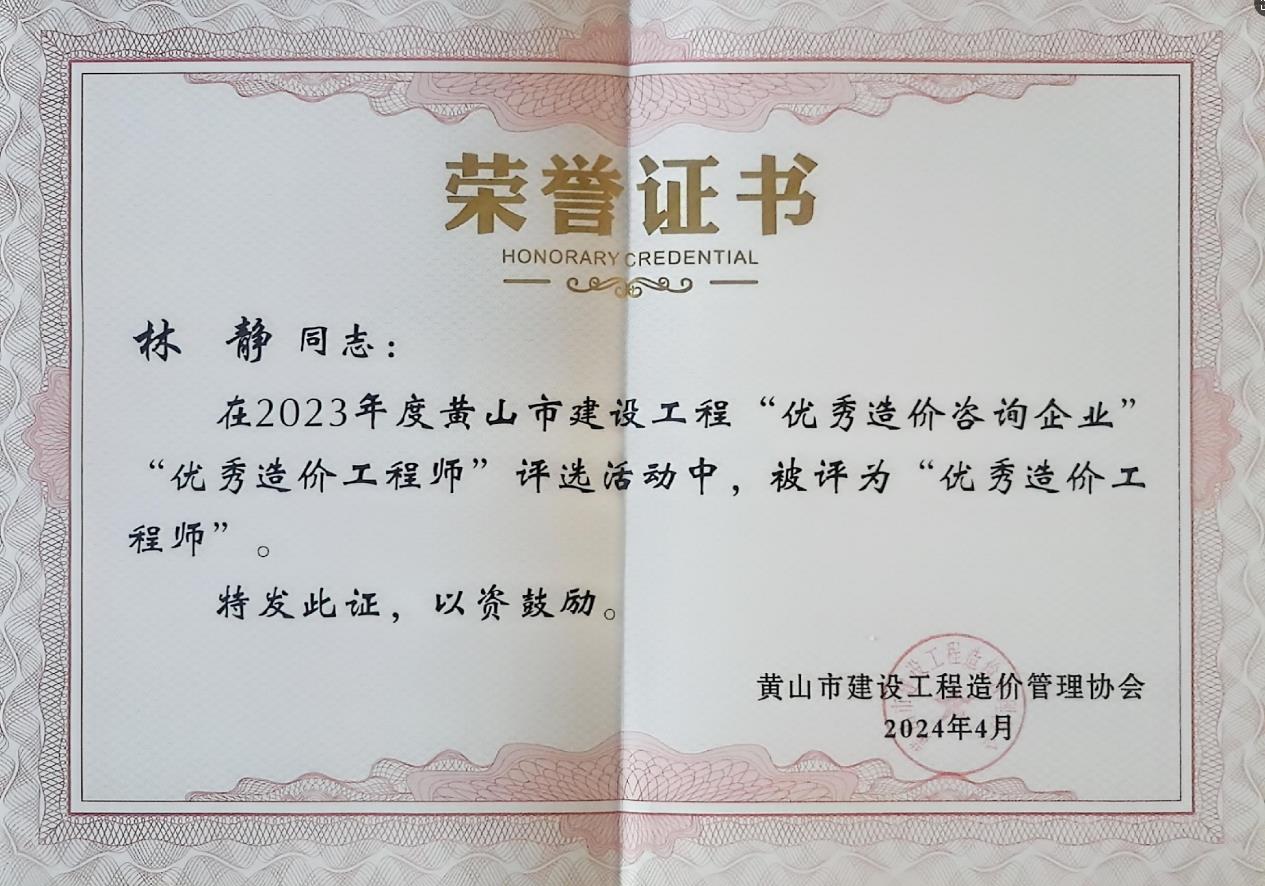 荣誉证书
HONORARY CREDENTIAL
林 静 同志：
在2023年度黄山市建设工程“优秀造价咨询企业”
“优秀造价工程师”评选活动中，被评为“优秀造价工
程师”。
特发此证，以资鼓励。
黄山市建设工程造价管理协会
2024年4月